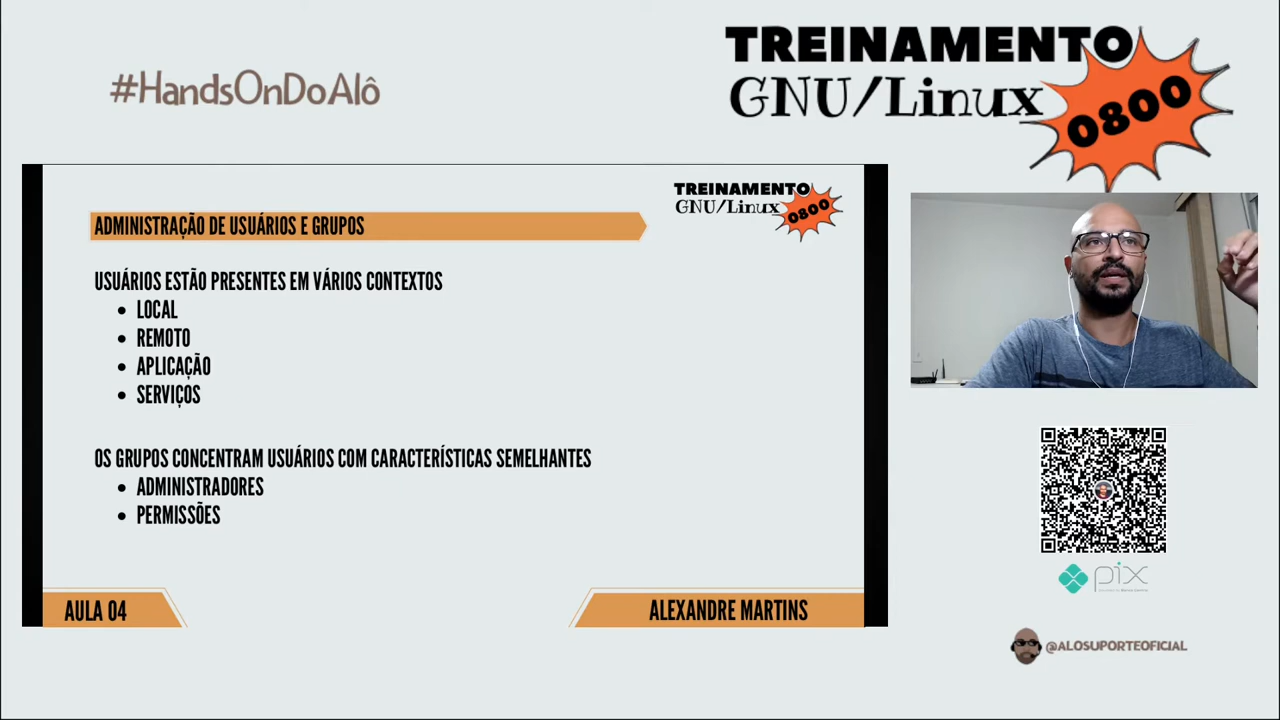 #HandsOnDoAlô
TREINAMENTO
GNU/Linux
0800
TREINAMENTO
GNU/Linux
0800
ADMINISTRAÇÃO DE USUÁRIOS E GRUPOS
USUÁRIOS ESTÃO PRESENTES EM VÁRIOS CONTEXTOS
• LOCAL
• REMOTO
• APLICAÇÃO
• SERVIÇOS
OS GRUPOS CONCENTRAM USUÁRIOS COM CARACTERÍSTICAS SEMELHANTES
• ADMINISTRADORES
• PERMISSÕES
AULA 04
ALEXANDRE MARTINS
pix
@ALOSUPORTEOFICIAL